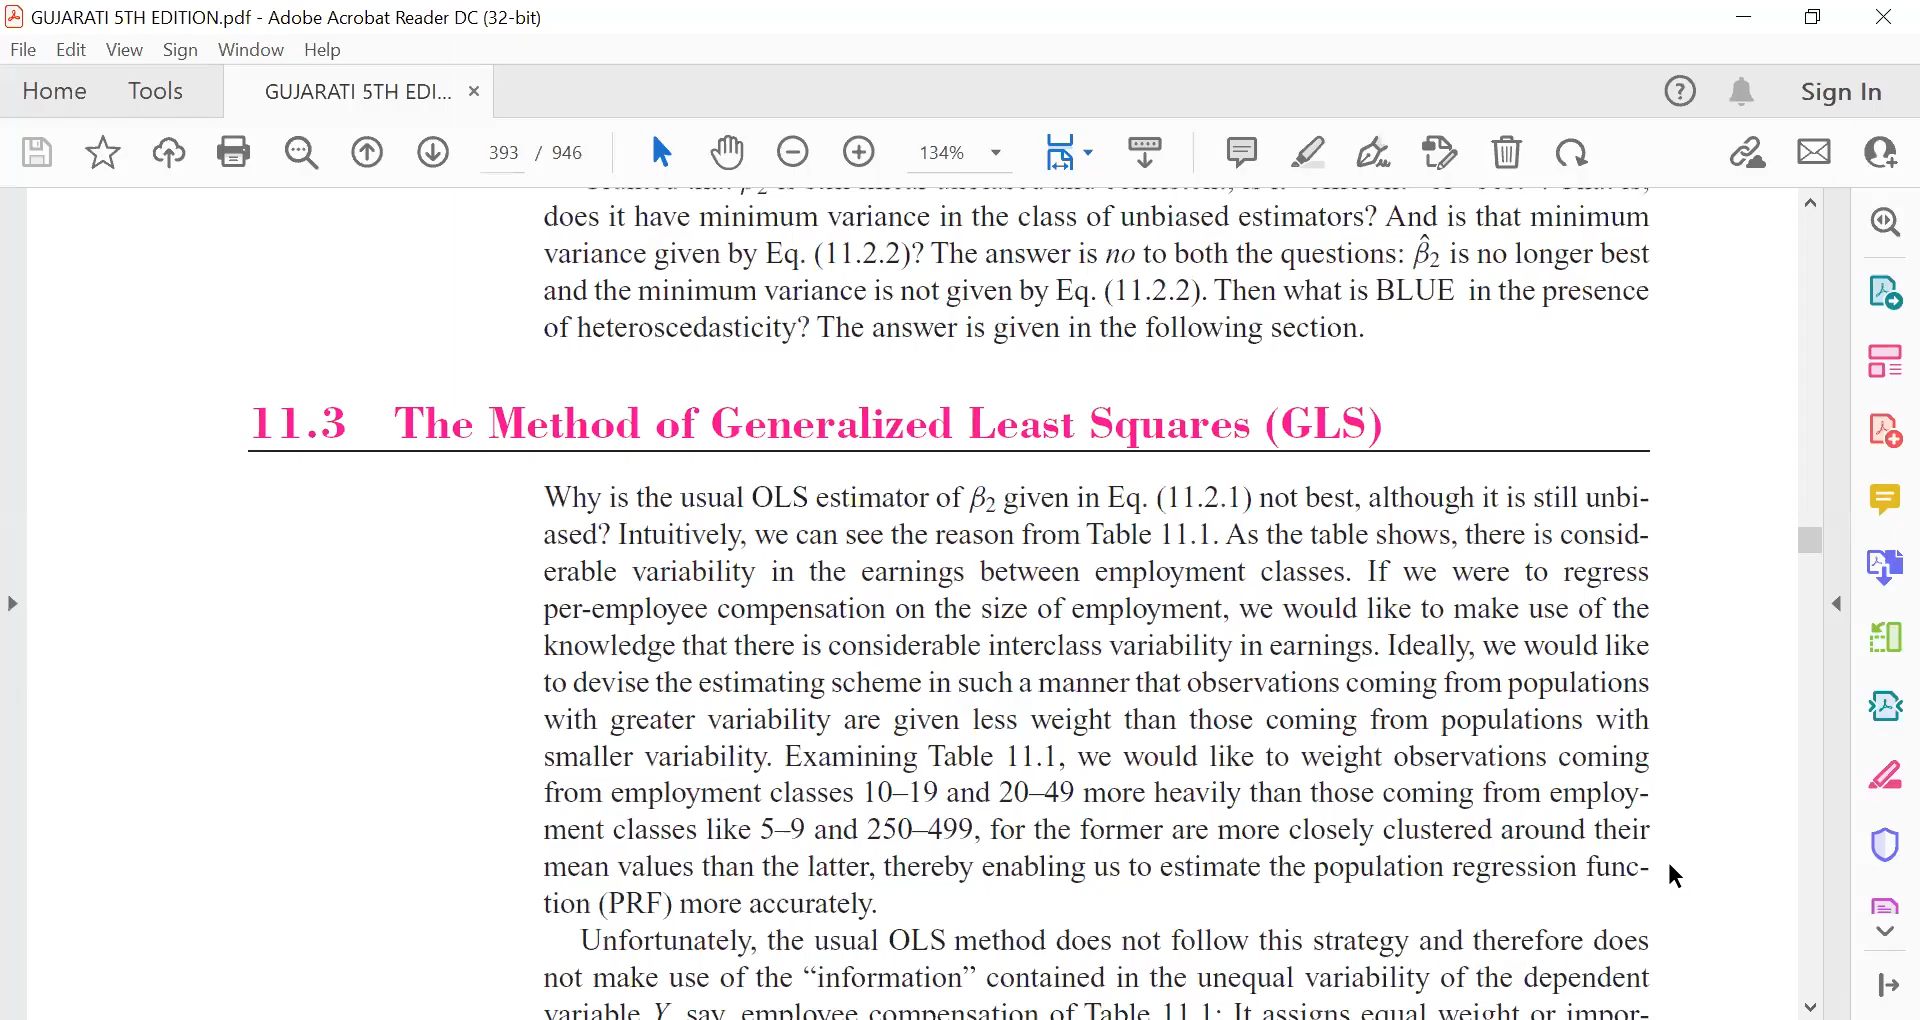 GUJARATI 5TH EDITION.pdf - Adobe Acrobat Reader DC (32-bit)
File Edit View Sign Window Help
Home Tools GUJARATI 5TH EDI... × Sign In
393 / 946 134%
does it have minimum variance in the class of unbiased estimators? And is that minimum
variance given by Eq. (11.2.2)? The answer is no to both the questions: β̂₂ is no longer best
and the minimum variance is not given by Eq. (11.2.2). Then what is BLUE in the presence
of heteroscedasticity? The answer is given in the following section.
11.3 The Method of Generalized Least Squares (GLS)
Why is the usual OLS estimator of β₂ given in Eq. (11.2.1) not best, although it is still unbi-
ased? Intuitively, we can see the reason from Table 11.1. As the table shows, there is consid-
erable variability in the earnings between employment classes. If we were to regress
per-employee compensation on the size of employment, we would like to make use of the
knowledge that there is considerable interclass variability in earnings. Ideally, we would like
to devise the estimating scheme in such a manner that observations coming from populations
with greater variability are given less weight than those coming from populations with
smaller variability. Examining Table 11.1, we would like to weight observations coming
from employment classes 10–19 and 20–49 more heavily than those coming from employ-
ment classes like 5–9 and 250–499, for the former are more closely clustered around their
mean values than the latter, thereby enabling us to estimate the population regression func-
tion (PRF) more accurately.
Unfortunately, the usual OLS method does not follow this strategy and therefore does
not make use of the “information” contained in the unequal variability of the dependent
variable Y, say, employee compensation of Table 11.1: It assigns equal weight or impor-